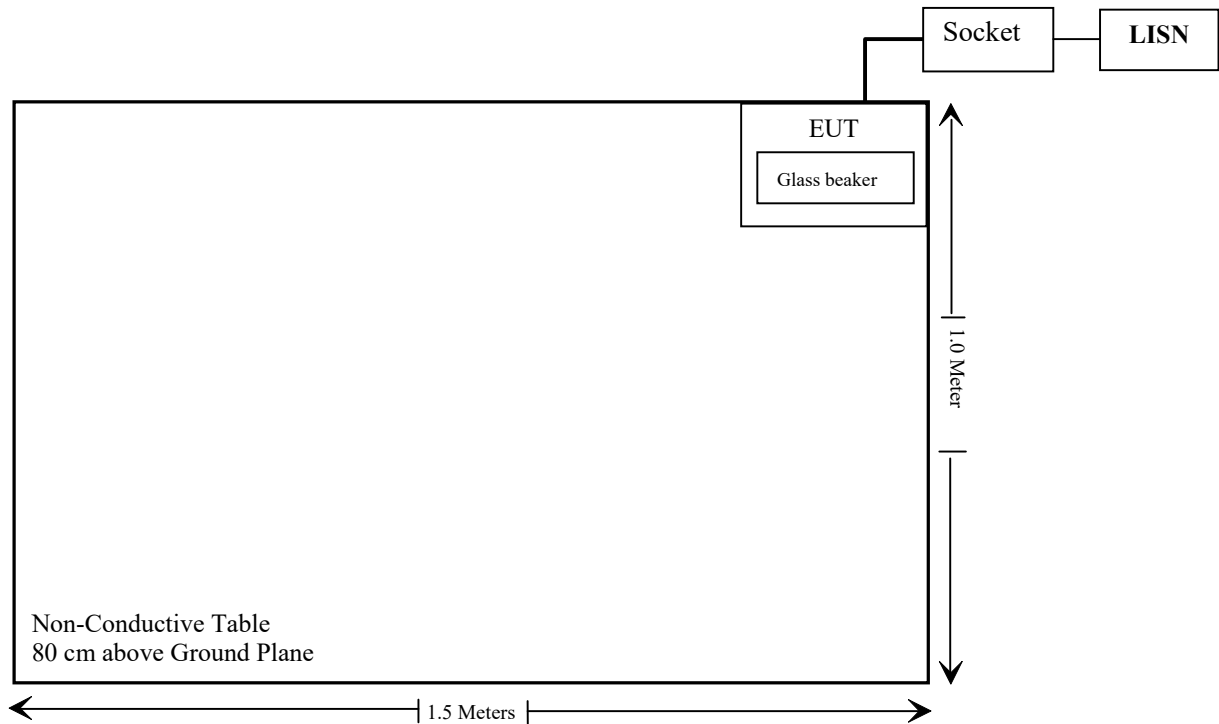 Socket
LISN
EUT
Glass beaker
1.0 Meter
Non-Conductive Table
80 cm above Ground Plane
1.5 Meters